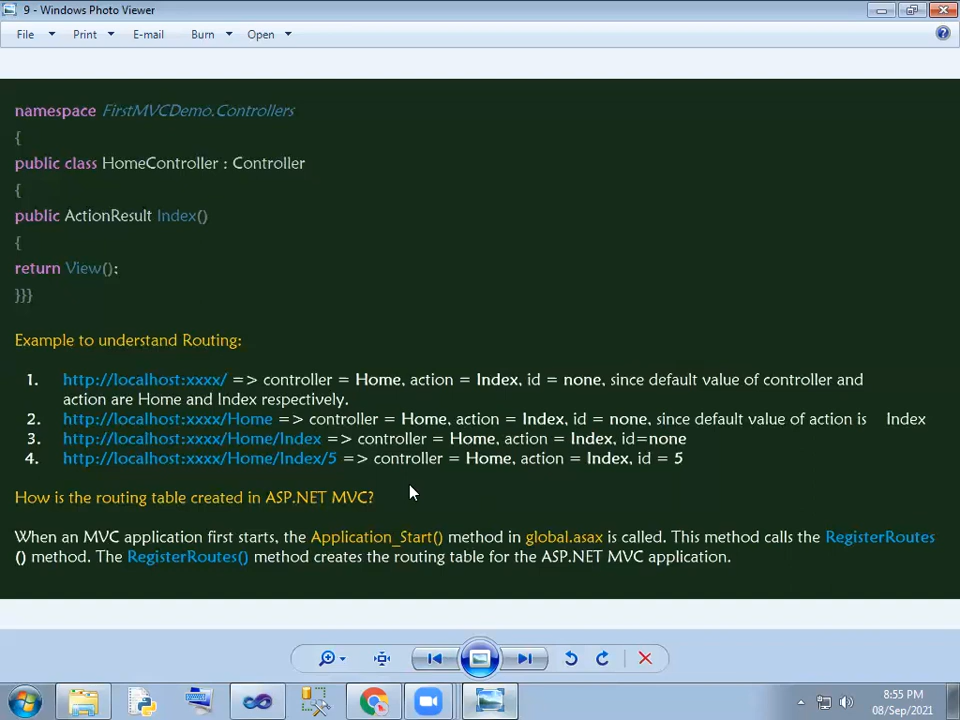 9 - Windows Photo Viewer
File Print E-mail Burn Open
namespace FirstMVCDemo.Controllers
{
public class HomeController : Controller
{
public ActionResult Index()
{
return View();
}}}
Example to understand Routing:
1. http://localhost:xxxx/ => controller = Home, action = Index, id = none, since default value of controller and
action are Home and Index respectively.
2. http://localhost:xxxx/Home => controller = Home, action = Index, id = none, since default value of action is Index
3. http://localhost:xxxx/Home/Index => controller = Home, action = Index, id=none
4. http://localhost:xxxx/Home/Index/5 => controller = Home, action = Index, id = 5
How is the routing table created in ASP.NET MVC?
When an MVC application first starts, the Application_Start() method in global.asax is called. This method calls the RegisterRoutes
() method. The RegisterRoutes() method creates the routing table for the ASP.NET MVC application.
8:55 PM
08/Sep/2021